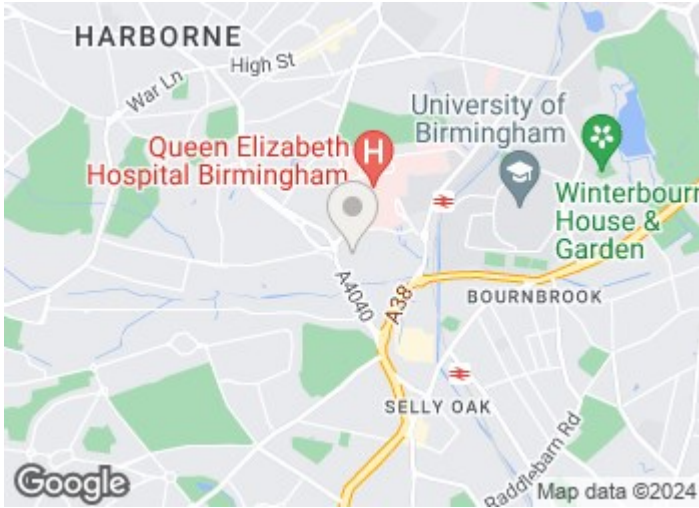 HARBORNE
High St
War Ln
University of
Birmingham
Queen Elizabeth
Hospital Birmingham
H
Winterbourn
House &
Garden
A4040
A38
BOURNBROOK
SELLY OAK
Raddlebarn Rd
Google
Map data ©2024